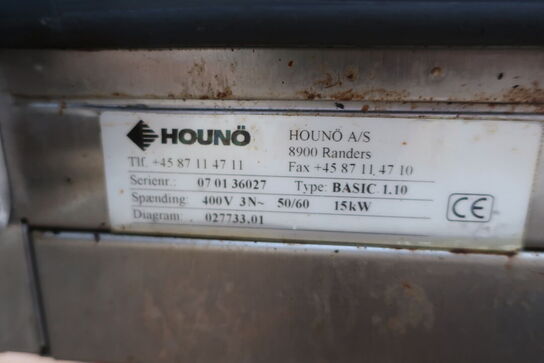 HOUNÖ HOUNÖ A/S
8900 Randers
Tlf. +45 87 11 47 11 Fax +45 87 11 47 10
Serienr.: 07 01 36027 Type: BASIC 1.10
Spænding: 400V 3N~ 50/60 15kW
Diagram: 027733.01
CE